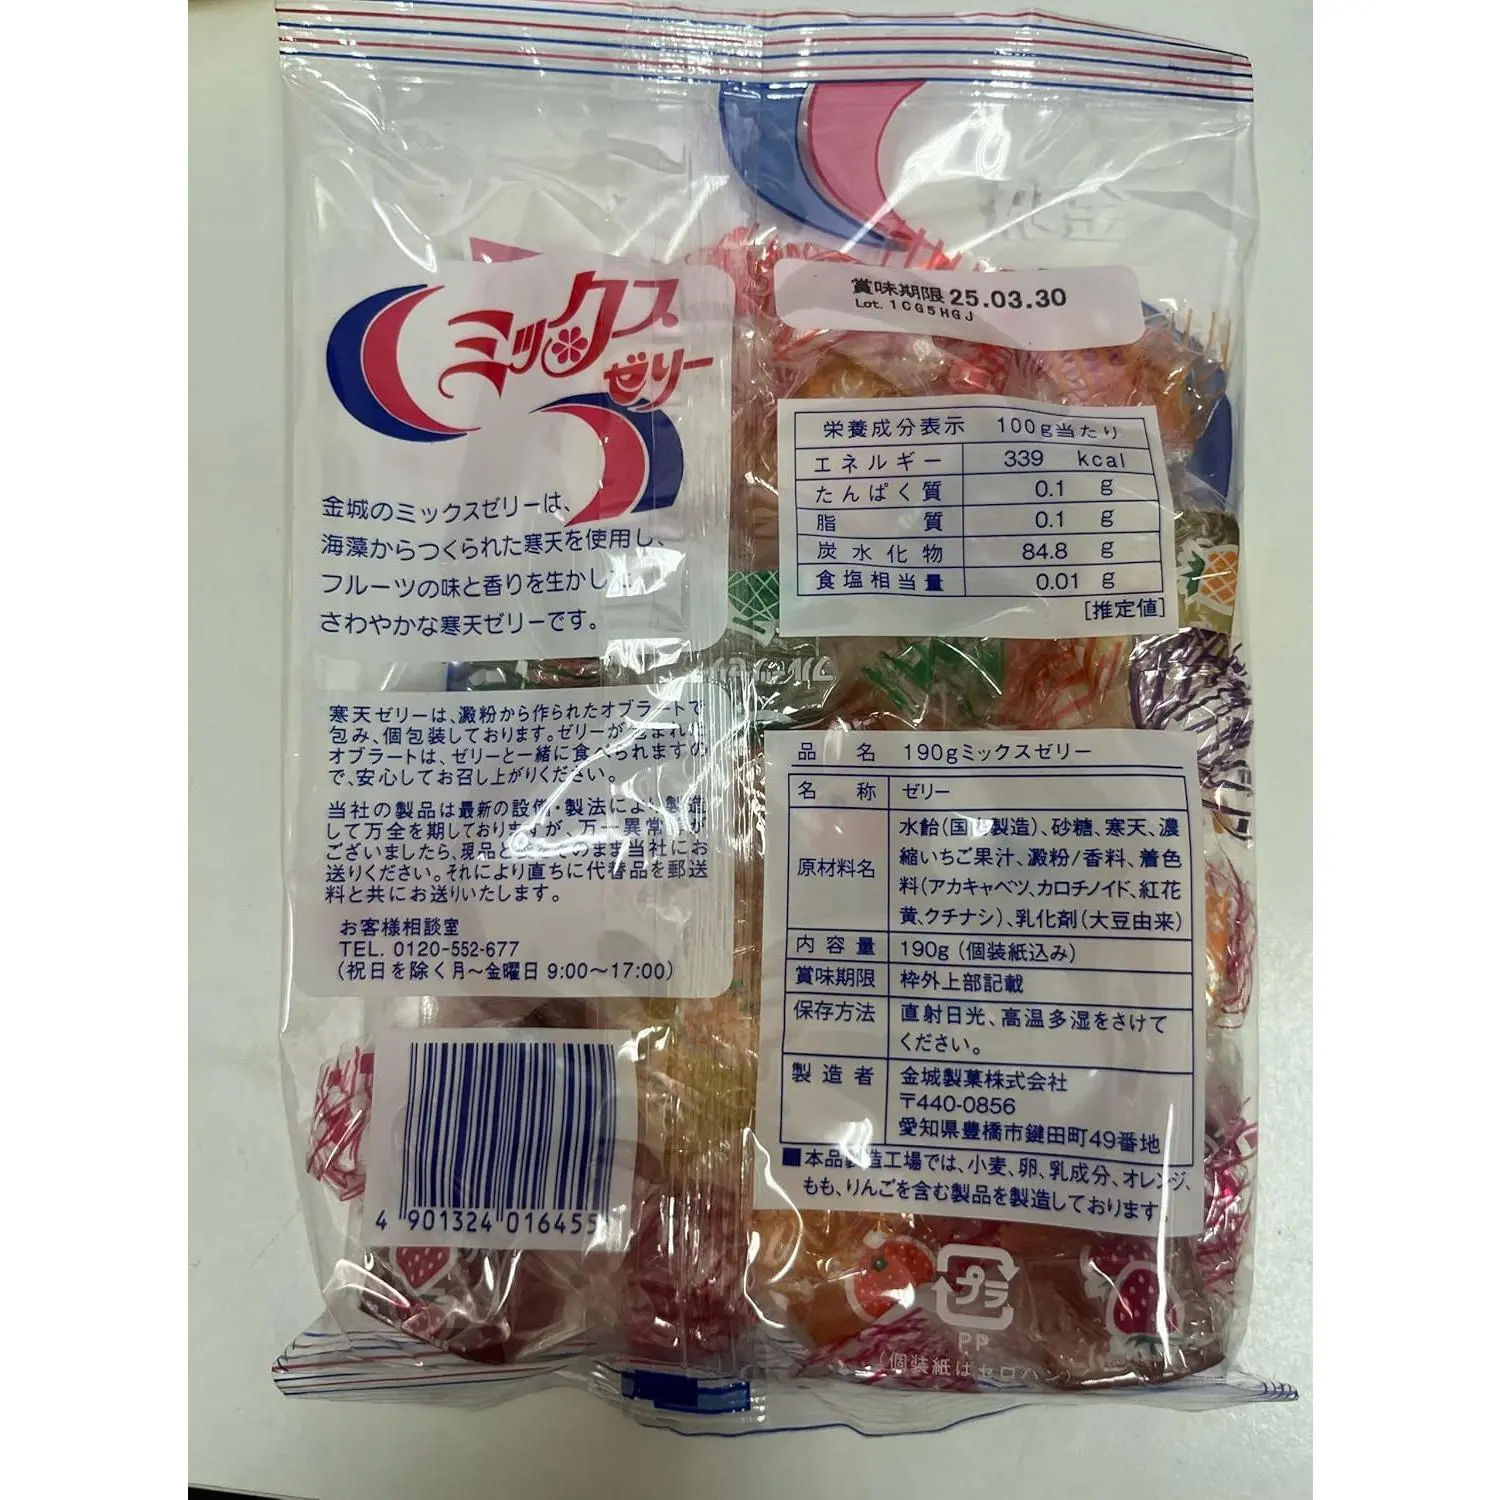 ミックス
ゼリー
金城のミックスゼリーは、
海藻からつくられた寒天を使用し、
フルーツの味と香りを生かし
さわやかな寒天ゼリーです。
寒天ゼリーは、澱粉から作られたオブラートで
包み、個包装しております。ゼリーが包まれた
オブラートは、ゼリーと一緒に食べられますの
で、安心してお召し上がりください。
当社の製品は最新の設備・製法により製造
して万全を期しておりますが、万一異常等が
ございましたら、現品と そのまま当社にお
送りください。それにより直ちに代替品を郵送
料と共にお送りいたします。
お客様相談室
TEL. 0120-552-677
(祝日を除く月〜金曜日 9:00〜17:00)
4 901324 016455
金城
賞味期限 25.03.30
Lot. 1CG5HGJ
栄養成分表示 100g当たり
エネルギー 339 kcal
たんぱく質 0.1 g
脂質 0.1 g
炭水化物 84.8 g
食塩相当量 0.01 g
[推定値]
品名 190gミックスゼリー
名称 ゼリー
原材料名 水飴(国内製造)、砂糖、寒天、濃
縮いちご果汁、澱粉/香料、着色
料(アカキャベツ、カロチノイド、紅花
黄、クチナシ)、乳化剤(大豆由来)
内容量 190g (個装紙込み)
賞味期限 枠外上部記載
保存方法 直射日光、高温多湿をさけて
ください。
製造者 金城製菓株式会社
〒440-0856
愛知県豊橋市鍵田町49番地
■本品製造工場では、小麦、卵、乳成分、オレンジ、
もも、りんごを含む製品を製造しております。
プラ
PP
(個装紙はセロハン)